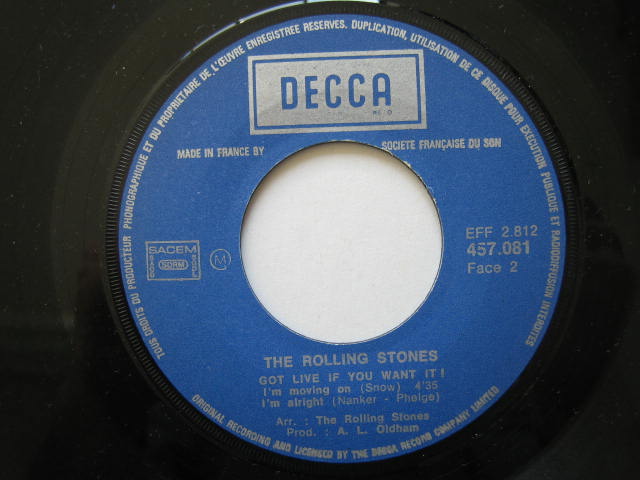 TOUS DROITS DU PRODUCTEUR PHONOGRAPHIQUE ET DU PROPRIETAIRE DE L'ŒUVRE ENREGISTREE RESERVES. DUPLICATION, UTILISATION DE CE DISQUE POUR EXECUTION PUBLIQUE ET RADIODIFFUSION INTERDITES
DECCA
MADE IN FRANCE BY SOCIETE FRANÇAISE DU SON
SACEM
SDRM
M
EFF 2.812
457.081
Face 2
THE ROLLING STONES
GOT LIVE IF YOU WANT IT !
I'm moving on (Snow) 4'35
I'm alright (Nanker - Phelge)
Arr. : The Rolling Stones
Prod. : A. L. Oldham
ORIGINAL RECORDING AND LICENSED BY THE DECCA RECORD COMPANY LIMITED